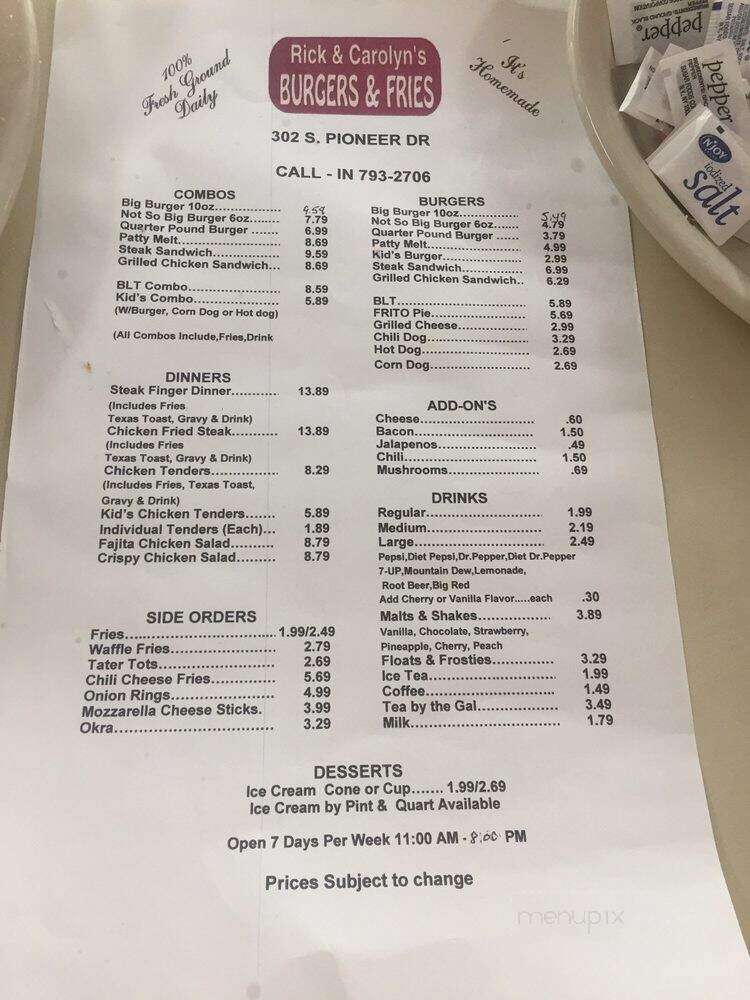 100%
Fresh Ground
Daily
Rick & Carolyn's
BURGERS & FRIES
It's
Homemade
302 S. PIONEER DR
CALL - IN 793-2706
COMBOS
Big Burger 10oz.................. 9.59
Not So Big Burger 6oz....... 7.79
Quarter Pound Burger ....... 6.99
Patty Melt......................... 8.69
Steak Sandwich................. 9.59
Grilled Chicken Sandwich... 8.69
BLT Combo....................... 8.59
Kid's Combo..................... 5.89
(W/Burger, Corn Dog or Hot dog)
(All Combos Include,Fries,Drink
DINNERS
Steak Finger Dinner........... 13.89
(Includes Fries
Texas Toast, Gravy & Drink)
Chicken Fried Steak........... 13.89
(Includes Fries
Texas Toast, Gravy & Drink)
Chicken Tenders............... 8.29
(Includes Fries, Texas Toast,
Gravy & Drink)
Kid's Chicken Tenders....... 5.89
Individual Tenders (Each)... 1.89
Fajita Chicken Salad.......... 8.79
Crispy Chicken Salad......... 8.79
SIDE ORDERS
Fries............................... 1.99/2.49
Waffle Fries...................... 2.79
Tater Tots........................ 2.69
Chili Cheese Fries............. 5.69
Onion Rings...................... 4.99
Mozzarella Cheese Sticks. 3.99
Okra................................ 3.29
BURGERS
Big Burger 10oz.................. 5.49
Not So Big Burger 6oz....... 4.79
Quarter Pound Burger ...... 3.79
Patty Melt......................... 4.99
Kid's Burger...................... 2.99
Steak Sandwich................. 6.99
Grilled Chicken Sandwich.. 6.29
BLT.................................. 5.89
FRITO Pie......................... 5.69
Grilled Cheese.................. 2.99
Chili Dog.......................... 3.29
Hot Dog............................ 2.69
Corn Dog.......................... 2.69
ADD-ON'S
Cheese............................ .60
Bacon.............................. 1.50
Jalapenos........................ .49
Chili................................ 1.50
Mushrooms...................... .69
DRINKS
Regular............................ 1.99
Medium............................ 2.19
Large............................... 2.49
Pepsi,Diet Pepsi,Dr.Pepper,Diet Dr.Pepper
7-UP,Mountain Dew,Lemonade,
Root Beer,Big Red
Add Cherry or Vanilla Flavor.....each .30
Malts & Shakes................. 3.89
Vanilla, Chocolate, Strawberry,
Pineapple, Cherry, Peach
Floats & Frosties.............. 3.29
Ice Tea............................ 1.99
Coffee............................. 1.49
Tea by the Gal.................. 3.49
Milk................................ 1.79
DESSERTS
Ice Cream Cone or Cup....... 1.99/2.69
Ice Cream by Pint & Quart Available
Open 7 Days Per Week 11:00 AM - 8:00 PM
Prices Subject to change
pepper
pepper
N'JOY
iodized
salt
menupix